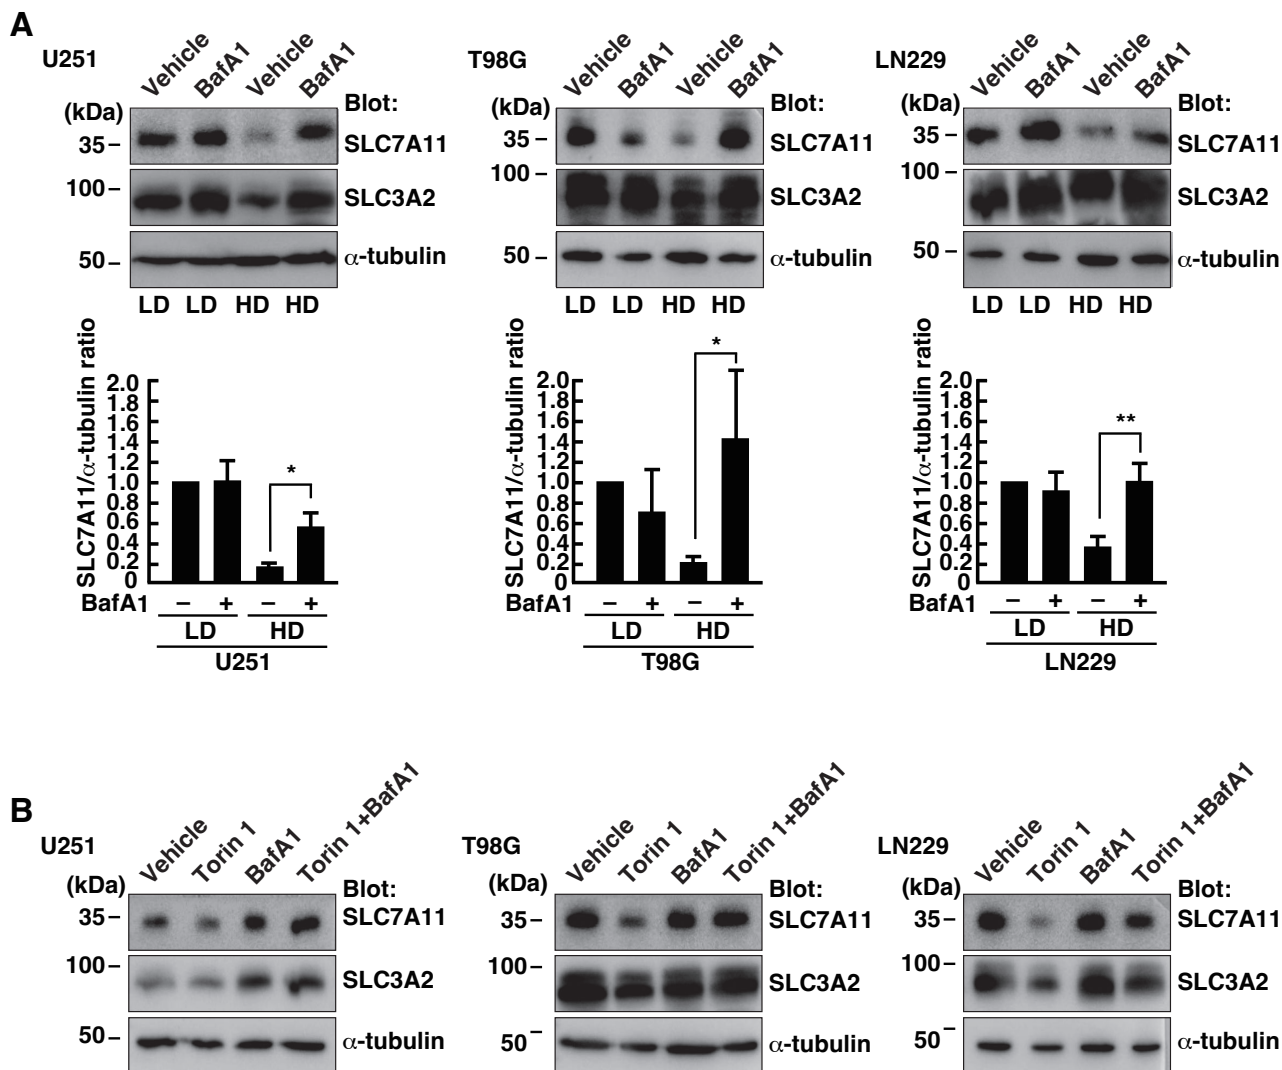 A
U251
Vehicle BafA1 Vehicle BafA1
(kDa)
Blot:
35 – SLC7A11
100 – SLC3A2
50 – α-tubulin
LD LD HD HD
T98G
Vehicle BafA1 Vehicle BafA1
(kDa)
Blot:
35 – SLC7A11
100 – SLC3A2
50 – α-tubulin
LD LD HD HD
LN229
Vehicle BafA1 Vehicle BafA1
(kDa)
Blot:
35 – SLC7A11
100 – SLC3A2
50 – α-tubulin
LD LD HD HD
SLC7A11/α-tubulin ratio
2.0
1.8
1.6
1.4
1.2
1.0
0.8
0.6
0.4
0.2
0
*
BafA1 – + – +
LD HD
U251
SLC7A11/α-tubulin ratio
2.0
1.8
1.6
1.4
1.2
1.0
0.8
0.6
0.4
0.2
0
*
BafA1 – + – +
LD HD
T98G
SLC7A11/α-tubulin ratio
2.0
1.8
1.6
1.4
1.2
1.0
0.8
0.6
0.4
0.2
0
**
BafA1 – + – +
LD HD
LN229
B
U251
Vehicle Torin 1 BafA1 Torin 1+BafA1
(kDa)
Blot:
35 – SLC7A11
100 – SLC3A2
50 – α-tubulin
T98G
Vehicle Torin 1 BafA1 Torin 1+BafA1
(kDa)
Blot:
35 – SLC7A11
100 – SLC3A2
50 – α-tubulin
LN229
Vehicle Torin 1 BafA1 Torin 1+BafA1
(kDa)
Blot:
35 – SLC7A11
100 – SLC3A2
50 – α-tubulin